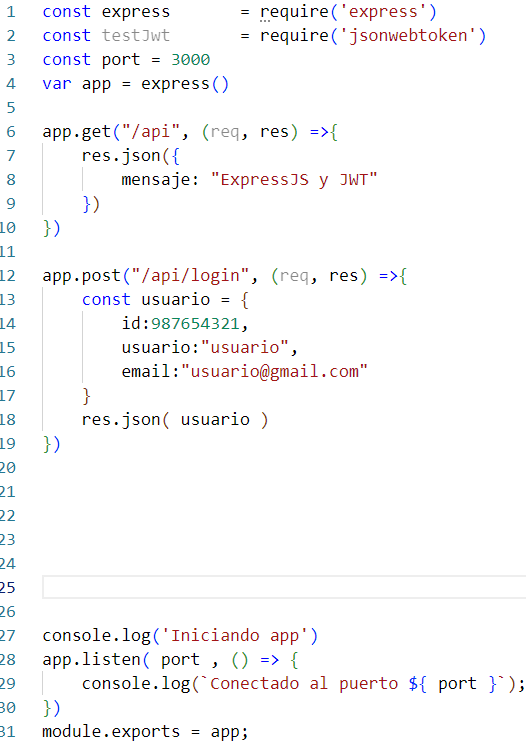 1 const express = require('express')
2 const testJwt = require('jsonwebtoken')
3 const port = 3000
4 var app = express()
5
6 app.get("/api", (req, res) =>{
7 res.json({
8 mensaje: "ExpressJS y JWT"
9 })
10 })
11
12 app.post("/api/login", (req, res) =>{
13 const usuario = {
14 id:987654321,
15 usuario:"usuario",
16 email:"usuario@gmail.com"
17 }
18 res.json( usuario )
19 })
20
21
22
23
24
25
26
27 console.log('Iniciando app')
28 app.listen( port , () => {
29 console.log(`Conectado al puerto ${ port }`);
30 })
31 module.exports = app;